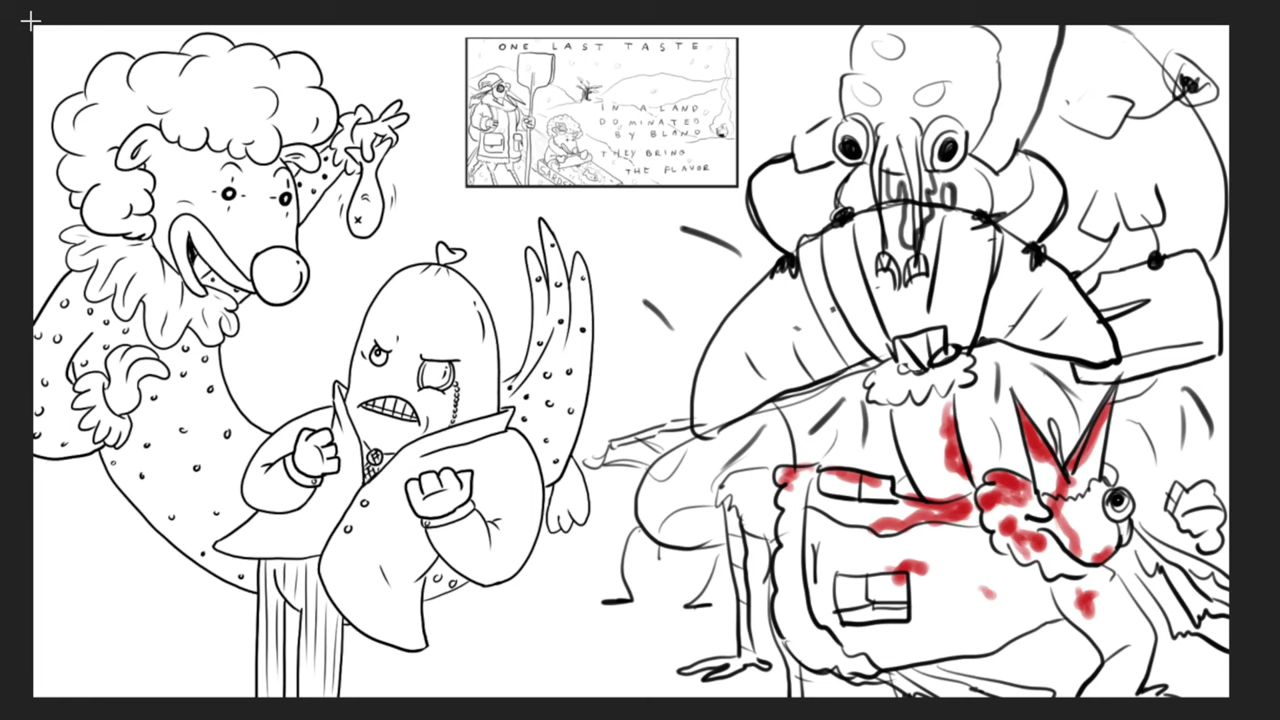 ONE LAST TASTE
IN A LAND
DOMINATED
BY BLAND
THEY BRING
THE FLAVOR